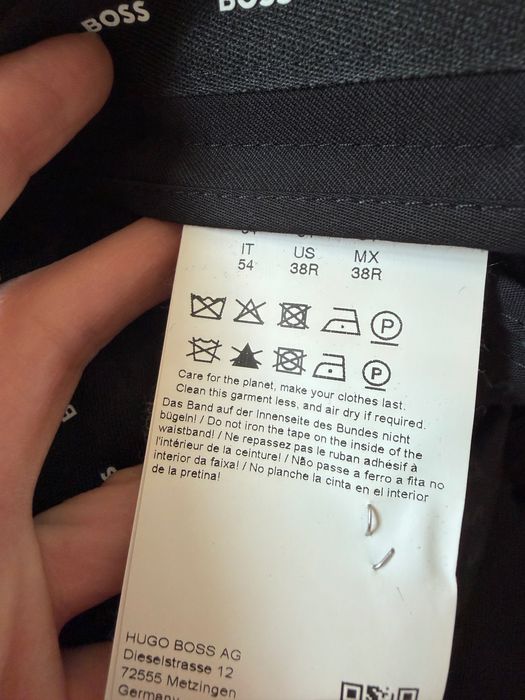 BOSS
BOSS
IT US MX
54 38R 38R
P
P
Care for the planet, make your clothes last.
Clean this garment less, and air dry if required.
Das Band auf der Innenseite des Bundes nicht
bügeln! / Do not iron the tape on the inside of the
waistband! / Ne repassez pas le ruban adhésif à
l'intérieur de la ceinture! / Não passe a ferro a fita no
interior da faixa! / No planche la cinta en el interior
de la pretina!
HUGO BOSS AG
Dieselstrasse 12
72555 Metzingen
Germany